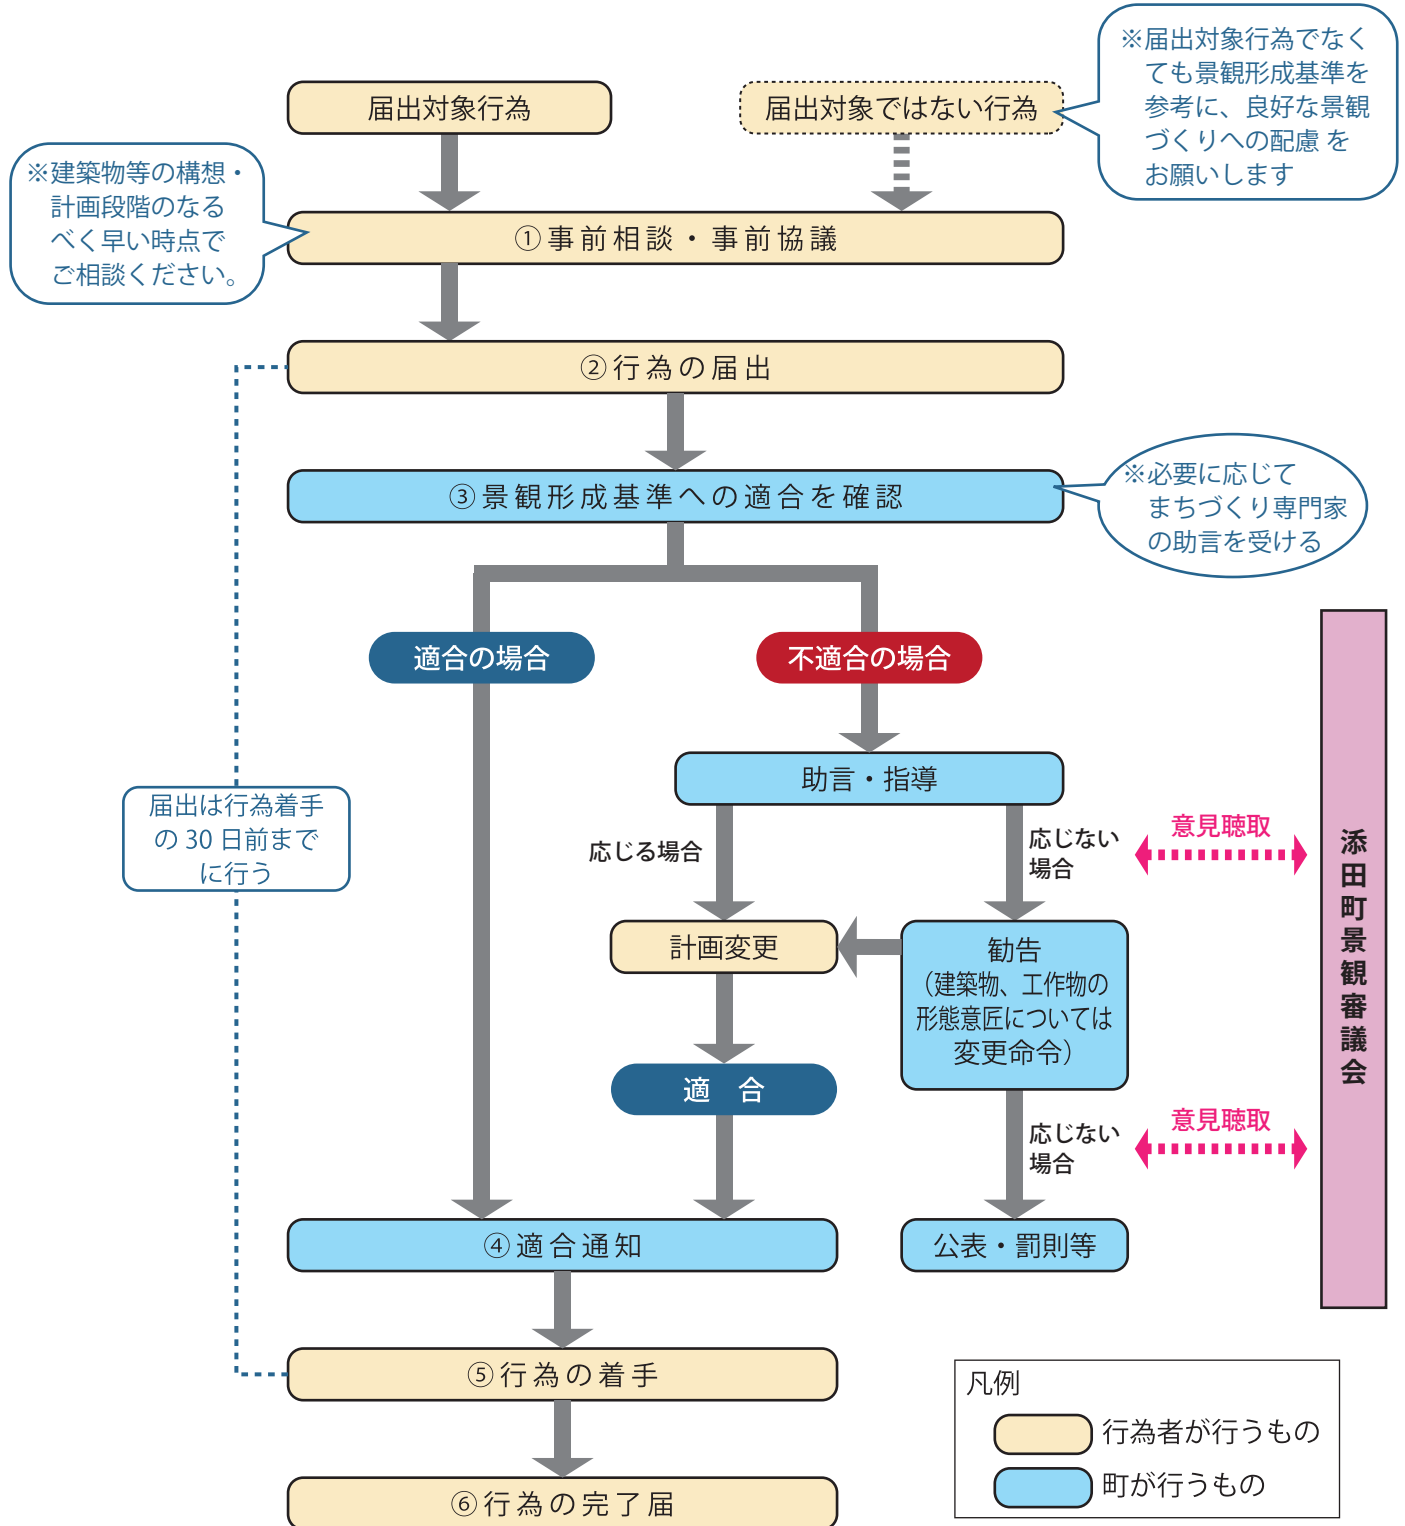 ※届出対象行為でなく
ても景観形成基準を
参考に、良好な景観
づくりへの配慮 を
お願いします
届出対象行為
届出対象ではない行為
※建築物等の構想・
計画段階のなる
べく早い時点で
ご相談ください。
①事前相談・事前協議
②行為の届出
③景観形成基準への適合を確認
※必要に応じて
まちづくり専門家
の助言を受ける
適合の場合
不適合の場合
助言・指導
届出は行為着手
の 30 日前まで
に行う
応じる場合
応じない
場合
意見聴取
添田町景観審議会
計画変更
勧告
（建築物、工作物の
形態意匠については
変更命令）
適　合
応じない
場合
意見聴取
④適合通知
公表・罰則等
⑤行為の着手
⑥行為の完了届
凡例
行為者が行うもの
町が行うもの